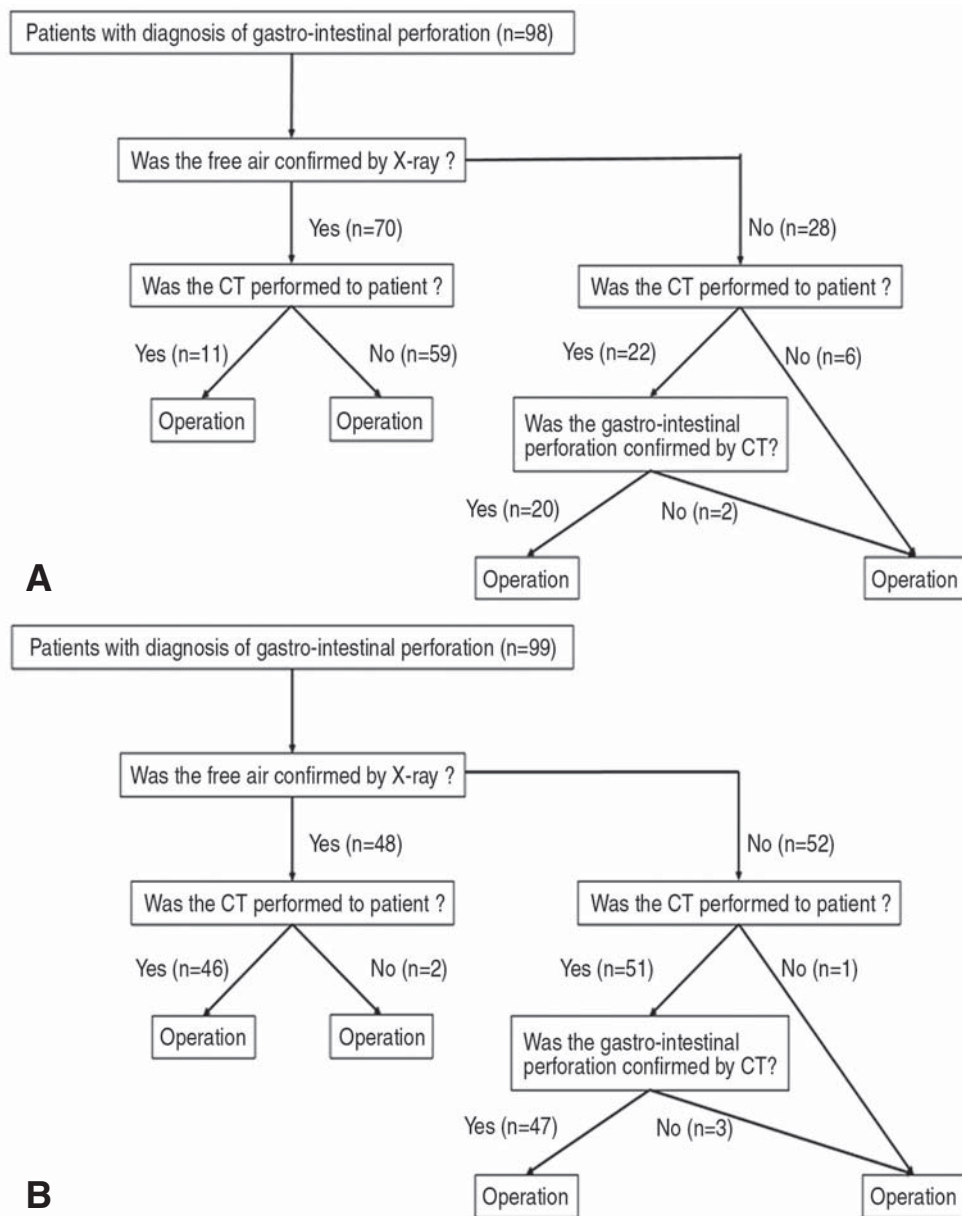 Patients with diagnosis of gastro-intestinal perforation (n=98)
Was the free air confirmed by X-ray ?
Yes (n=70)
No (n=28)
Was the CT performed to patient ?
Was the CT performed to patient ?
Yes (n=11)
No (n=59)
Yes (n=22)
No (n=6)
Operation
Operation
Was the gastro-intestinal
perforation confirmed by CT?
Yes (n=20)
No (n=2)
Operation
Operation
A
Patients with diagnosis of gastro-intestinal perforation (n=99)
Was the free air confirmed by X-ray ?
Yes (n=48)
No (n=52)
Was the CT performed to patient ?
Was the CT performed to patient ?
Yes (n=46)
No (n=2)
Yes (n=51)
No (n=1)
Operation
Operation
Was the gastro-intestinal
perforation confirmed by CT?
Yes (n=47)
No (n=3)
Operation
Operation
B